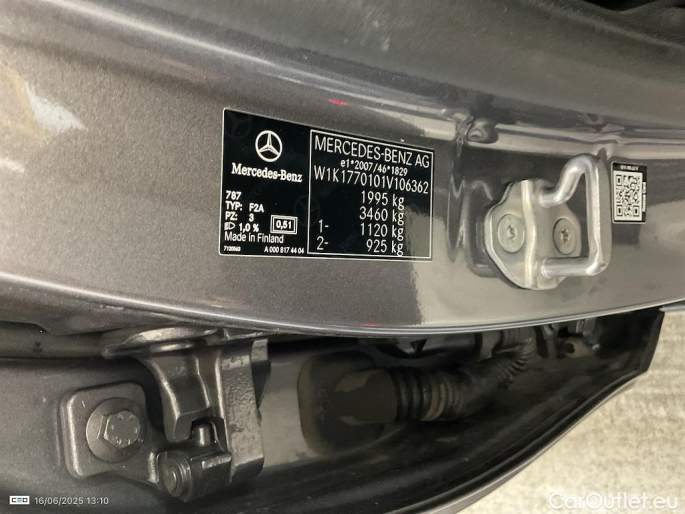 Mercedes-Benz
787
TYP: F2A
PZ: 3
1,0 %
0,51
Made in Finland
A 000 817 44 04
MERCEDES-BENZ AG
e1*2007/46*1829
W1K1770101V106362
1995 kg
3460 kg
1- 1120 kg
2- 925 kg
16/06/2025 13:10
CarOutlet.eu